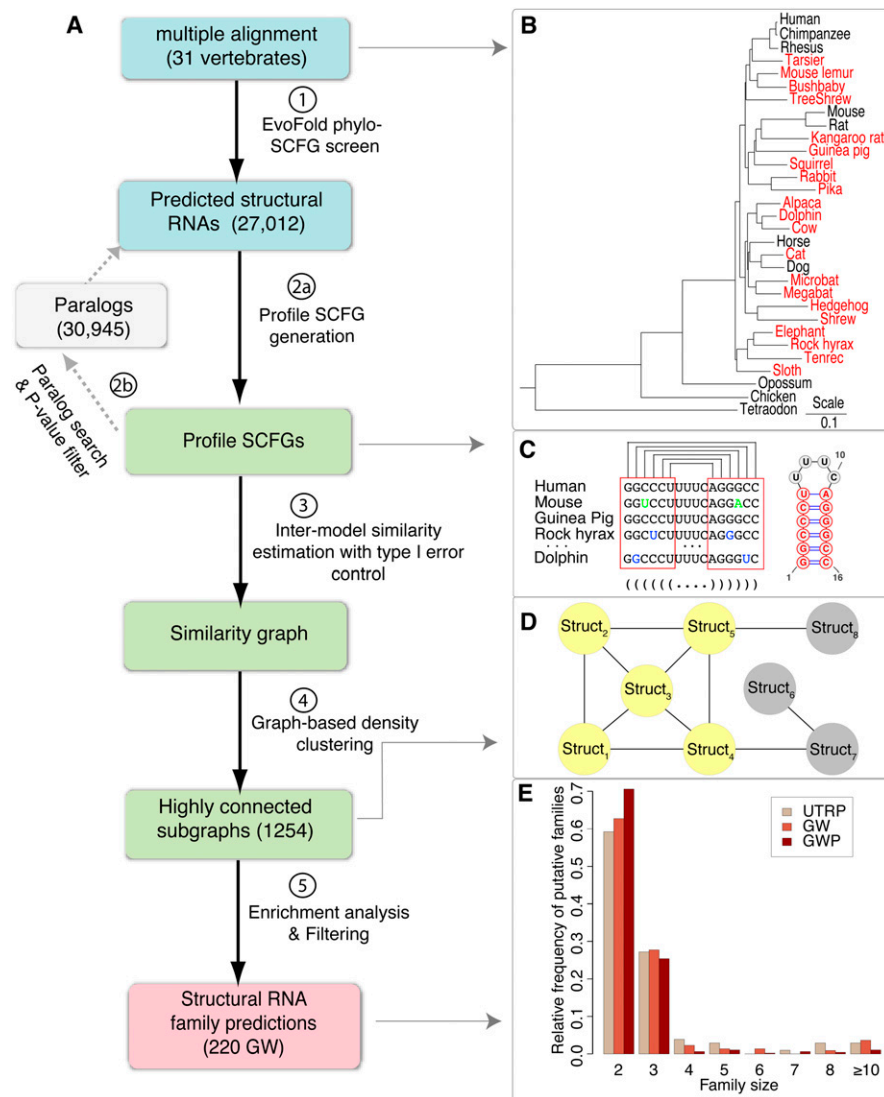 A
multiple alignment
(31 vertebrates)
1
EvoFold phylo-
SCFG screen
Predicted structural
RNAs (27,012)
2a
Profile SCFG
generation
Paralogs
(30,945)
2b
Paralog search
& P-value filter
Profile SCFGs
3
Inter-model similarity
estimation with type I error
control
Similarity graph
4
Graph-based density
clustering
Highly connected
subgraphs (1254)
5
Enrichment analysis
& Filtering
Structural RNA
family predictions
(220 GW)
B
Human
Chimpanzee
Rhesus
Tarsier
Mouse lemur
Bushbaby
TreeShrew
Mouse
Rat
Kangaroo rat
Guinea pig
Squirrel
Rabbit
Pika
Alpaca
Dolphin
Cow
Horse
Cat
Dog
Microbat
Megabat
Hedgehog
Shrew
Elephant
Rock hyrax
Tenrec
Sloth
Opossum
Chicken
Tetraodon
Scale
0.1
C
Human GGCCCUUUUCAGGGCC
Mouse GGUCCUUUUCAGGACC
Guinea Pig GGCCCUUUUCAGGGCC
Rock hyrax GGCUCUUUUCAGGGCC
... ...
Dolphin GGCCCUUUUCAGGGUC
((((((....))))))
U U
U C 10
U A
C G
C G
C G
G C
G C
1 16
D
Struct2 Struct5 Struct8
Struct3 Struct6
Struct1 Struct4 Struct7
E
Relative frequency of putative families
0.7
0.6
0.5
0.4
0.3
0.2
0.1
0.0
UTRP
GW
GWP
2 3 4 5 6 7 8 ≥10
Family size